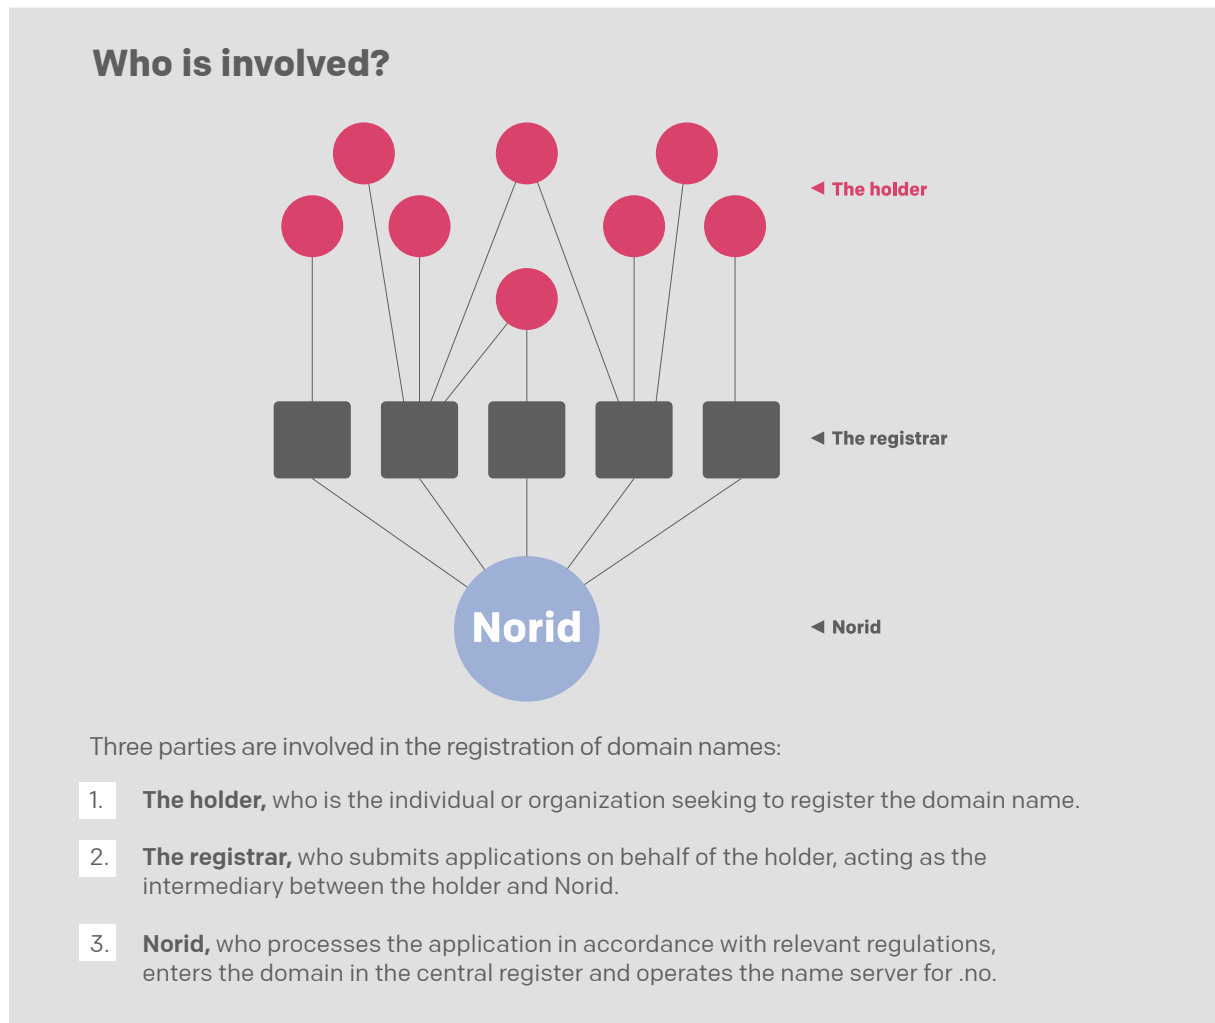 Who is involved?
◄ The holder
◄ The registrar
Norid
◄ Norid
Three parties are involved in the registration of domain names:
1. The holder, who is the individual or organization seeking to register the domain name.
2. The registrar, who submits applications on behalf of the holder, acting as the
intermediary between the holder and Norid.
3. Norid, who processes the application in accordance with relevant regulations,
enters the domain in the central register and operates the name server for .no.